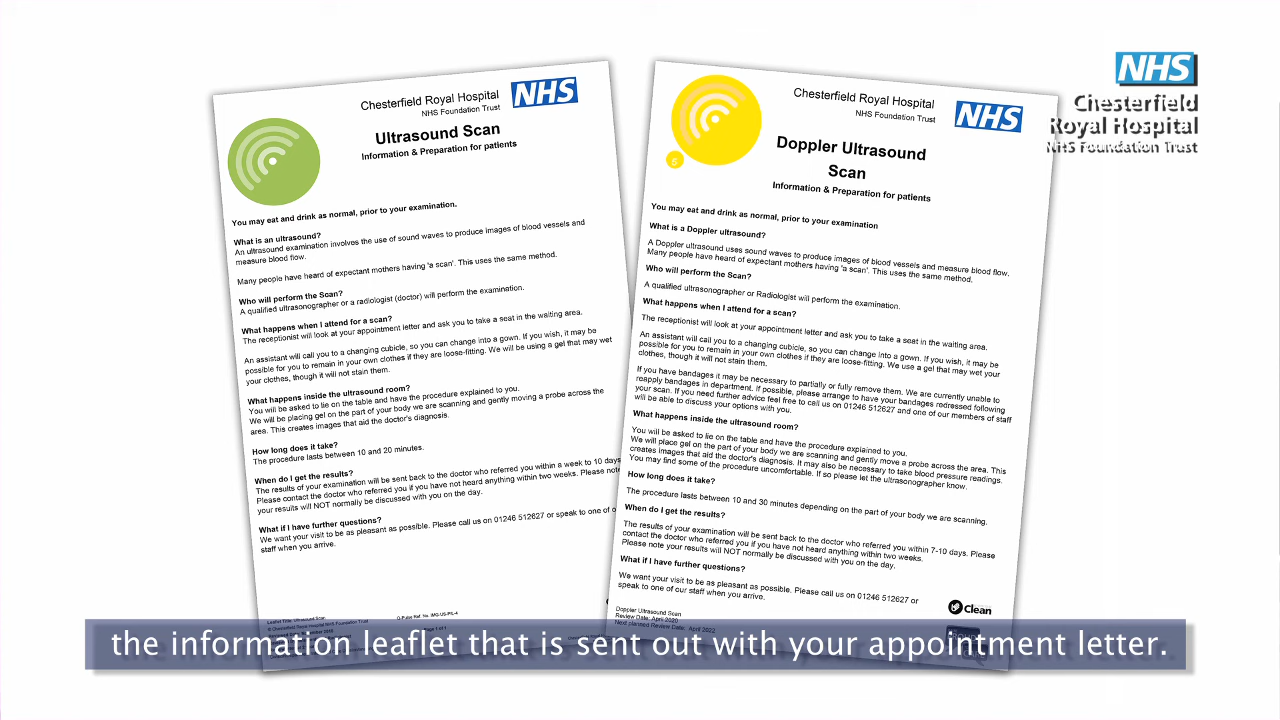 Chesterfield Royal Hospital
NHS
NHS Foundation Trust
Ultrasound Scan
Information & Preparation for patients
You may eat and drink as normal, prior to your examination.
What is an ultrasound?
An ultrasound examination involves the use of sound waves to produce images of blood vessels and
measure blood flow.
Many people have heard of expectant mothers having 'a scan'. This uses the same method.
Who will perform the Scan?
A qualified ultrasonographer or a radiologist (doctor) will perform the examination.
What happens when I attend for a scan?
The receptionist will look at your appointment letter and ask you to take a seat in the waiting area.
An assistant will call you to a changing cubicle, so you can change into a gown. If you wish, it may be
possible for you to remain in your own clothes if they are loose-fitting. We will be using a gel that may wet
your clothes, though it will not stain them.
What happens inside the ultrasound room?
You will be asked to lie on the table and have the procedure explained to you.
We will be placing gel on the part of your body we are scanning and gently moving a probe across the
area. This creates images that aid the doctor's diagnosis.
How long does it take?
The procedure lasts between 10 and 20 minutes.
When do I get the results?
The results of your examination will be sent back to the doctor who referred you within a week to 10 days
Please contact the doctor who referred you if you have not heard anything within two weeks. Please note
your results will NOT normally be discussed with you on the day.
What if I have further questions?
We want your visit to be as pleasant as possible. Please call us on 01246 512627 or speak to one of o
staff when you arrive.
Leaflet Title: Ultrasound Scan
Chesterfield Royal Hospital
NHS
NHS Foundation Trust
5
Doppler Ultrasound
Scan
Information & Preparation for patients
You may eat and drink as normal, prior to your examination
What is a Doppler ultrasound?
A Doppler ultrasound uses sound waves to produce images of blood vessels and measure blood flow.
Many people have heard of expectant mothers having 'a scan'. This uses the same method.
Who will perform the Scan?
A qualified ultrasonographer or Radiologist will perform the examination.
What happens when I attend for a scan?
The receptionist will look at your appointment letter and ask you to take a seat in the waiting area.
An assistant will call you to a changing cubicle, so you can change into a gown. If you wish, it may be
possible for you to remain in your own clothes if they are loose-fitting. We use a gel that may wet your
clothes, though it will not stain them.
If you have bandages it may be necessary to partially or fully remove them. We are currently unable to
reapply bandages in department. If possible, please arrange to have your bandages redressed following
your scan. If you need further advice feel free to call us on 01246 512627 and one of our members of staff
will be able to discuss your options with you.
What happens inside the ultrasound room?
You will be asked to lie on the table and have the procedure explained to you.
We will place gel on the part of your body we are scanning and gently move a probe across the area. This
creates images that aid the doctor's diagnosis. It may also be necessary to take blood pressure readings.
You may find some of the procedure uncomfortable. If so please let the ultrasonographer know.
How long does it take?
The procedure lasts between 10 and 30 minutes depending on the part of your body we are scanning.
When do I get the results?
The results of your examination will be sent back to the doctor who referred you within 7-10 days. Please
contact the doctor who referred you if you have not heard anything within two weeks.
Please note your results will NOT normally be discussed with you on the day.
What if I have further questions?
We want your visit to be as pleasant as possible. Please call us on 01246 512627 or
speak to one of our staff when you arrive.
Clean
Doppler Ultrasound Scan
Review Date: April 2020
Next planned Review Date: April 2022
NHS
Chesterfield
Royal Hospital
NHS Foundation Trust
the information leaflet that is sent out with your appointment letter.